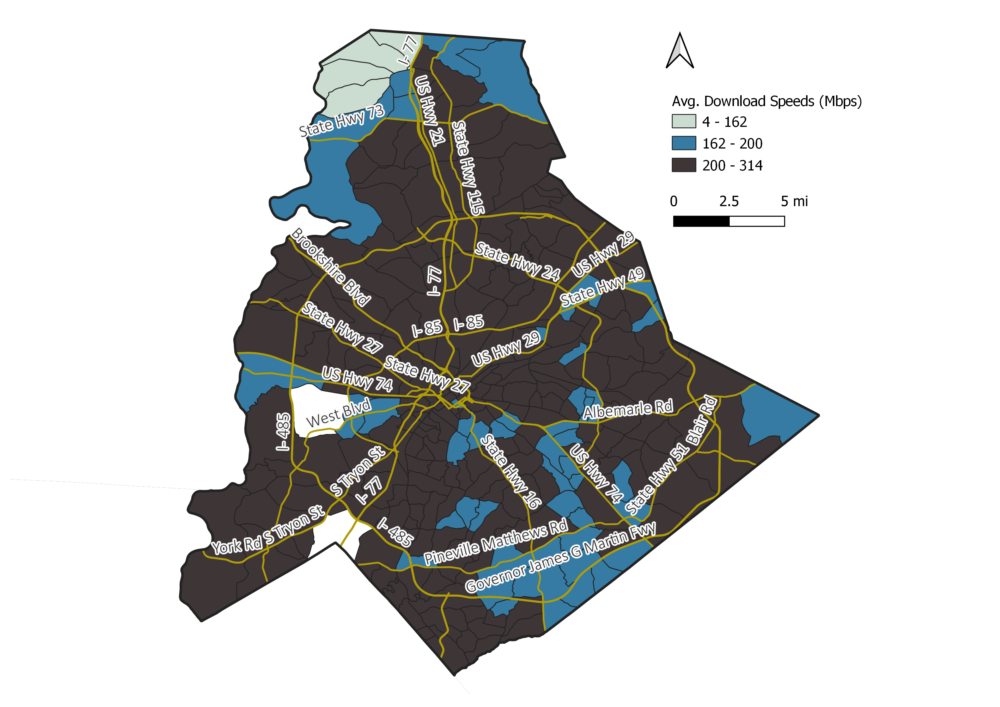 I- 77
US Hwy 21
State Hwy 73
State Hwy 115
Avg. Download Speeds (Mbps)
4 - 162
162 - 200
200 - 314
0 2.5 5 mi
Brookshire Blvd
State Hwy 24
US Hwy 29
State Hwy 49
I- 77
State Hwy 27
I- 85
I- 85
US Hwy 29
State Hwy 27
US Hwy 74
West Blvd
Albemarle Rd
I- 485
Blair Rd
State Hwy 51
State Hwy 16
US Hwy 74
S Tryon St
I- 77
S Tryon St
York Rd
I- 485
Pineville Matthews Rd
Governor James G Martin Fwy